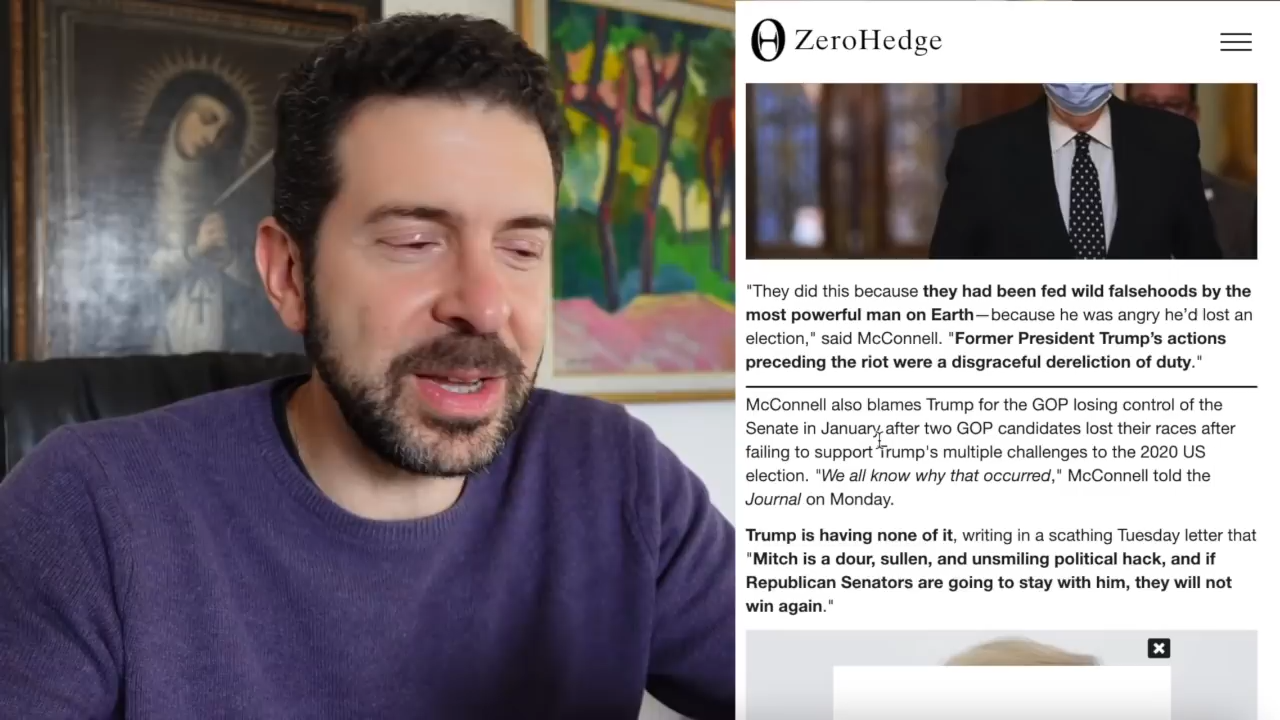 ZeroHedge
"They did this because they had been fed wild falsehoods by the
most powerful man on Earth—because he was angry he'd lost an
election," said McConnell. "Former President Trump's actions
preceding the riot were a disgraceful dereliction of duty."
McConnell also blames Trump for the GOP losing control of the
Senate in January after two GOP candidates lost their races after
failing to support Trump's multiple challenges to the 2020 US
election. "We all know why that occurred," McConnell told the
Journal on Monday.
Trump is having none of it, writing in a scathing Tuesday letter that
"Mitch is a dour, sullen, and unsmiling political hack, and if
Republican Senators are going to stay with him, they will not
win again."